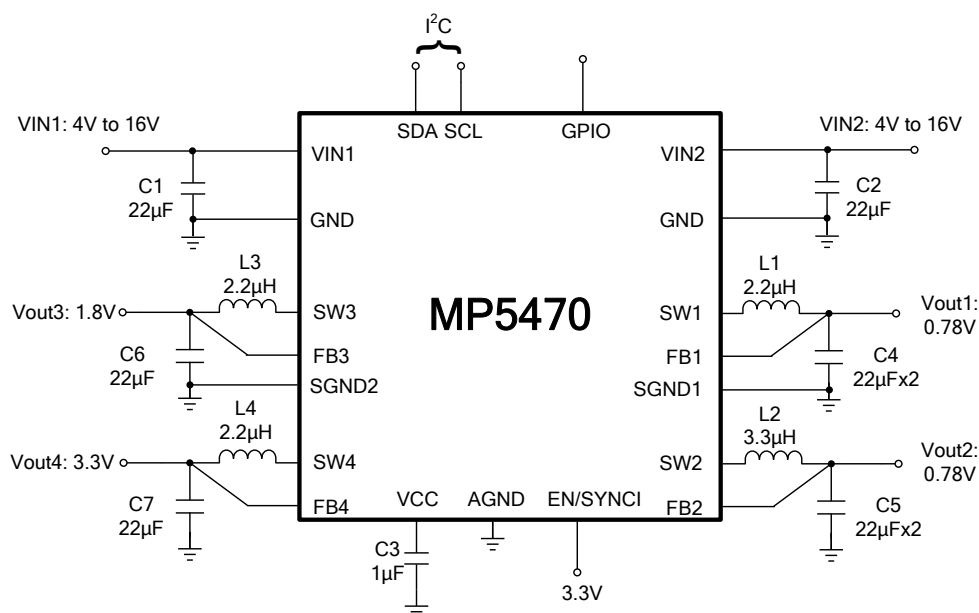 I²C
SDA SCL
GPIO
VIN1: 4V to 16V
VIN2: 4V to 16V
VIN1
VIN2
C1
22µF
C2
22µF
GND
GND
L3
2.2µH
L1
2.2µH
MP5470
Vout3: 1.8V
SW3
SW1
Vout1:
0.78V
C6
22µF
FB3
FB1
C4
22µFx2
SGND2
SGND1
L4
2.2µH
L2
3.3µH
Vout4: 3.3V
SW4
SW2
Vout2:
0.78V
C7
22µF
FB4
VCC
AGND
EN/SYNCI
FB2
C5
22µFx2
C3
1µF
3.3V